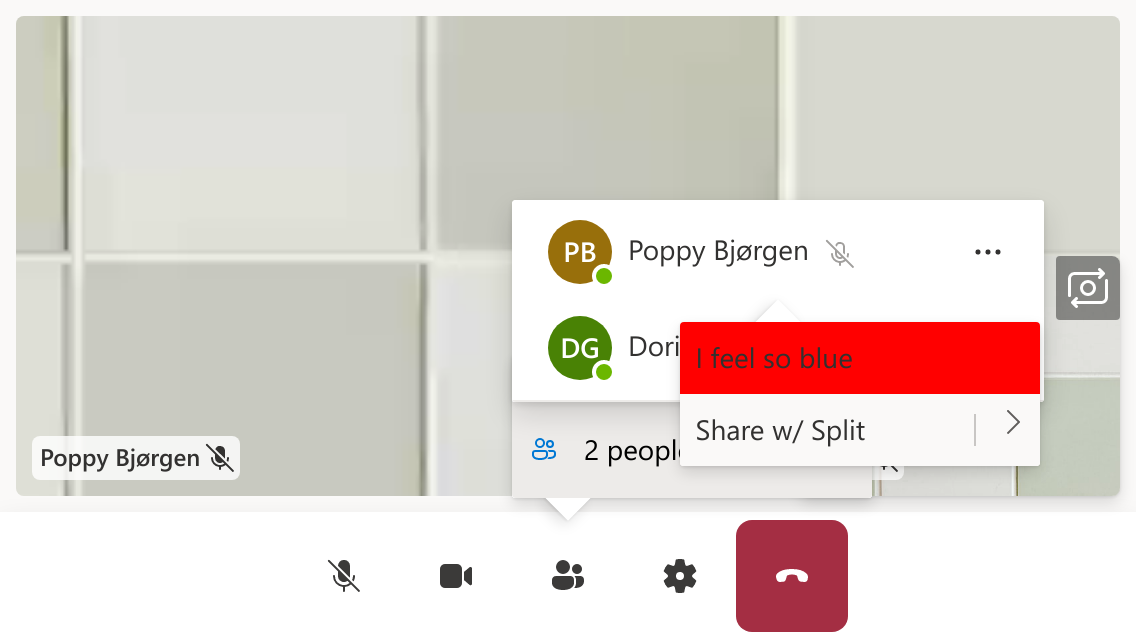 PB Poppy Bjørgen
DG Dori
I feel so blue
Share w/ Split
2 people
Poppy Bjørgen